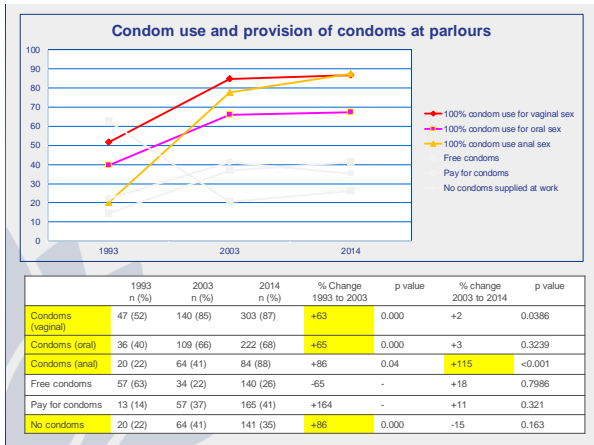 Condom use and provision of condoms at parlours
100
90
80
70
60
50
40
30
20
10
0
1993 2003 2014
100% condom use for vaginal sex
100% condom use for oral sex
100% condom use anal sex
Free condoms
Pay for condoms
No condoms supplied at work
1993 2003 2014 % Change p value % change p value
n (%) n (%) n (%) 1993 to 2003 2003 to 2014
Condoms 47 (52) 140 (85) 303 (87) +63 0.000 +2 0.0386
(vaginal)
Condoms (oral) 36 (40) 109 (66) 222 (68) +65 0.000 +3 0.3239
Condoms (anal) 20 (22) 64 (41) 84 (88) +86 0.04 +115 <0.001
Free condoms 57 (63) 34 (22) 140 (26) -65 - +18 0.7986
Pay for condoms 13 (14) 57 (37) 165 (41) +164 - +11 0.321
No condoms 20 (22) 64 (41) 141 (35) +86 0.000 -15 0.163